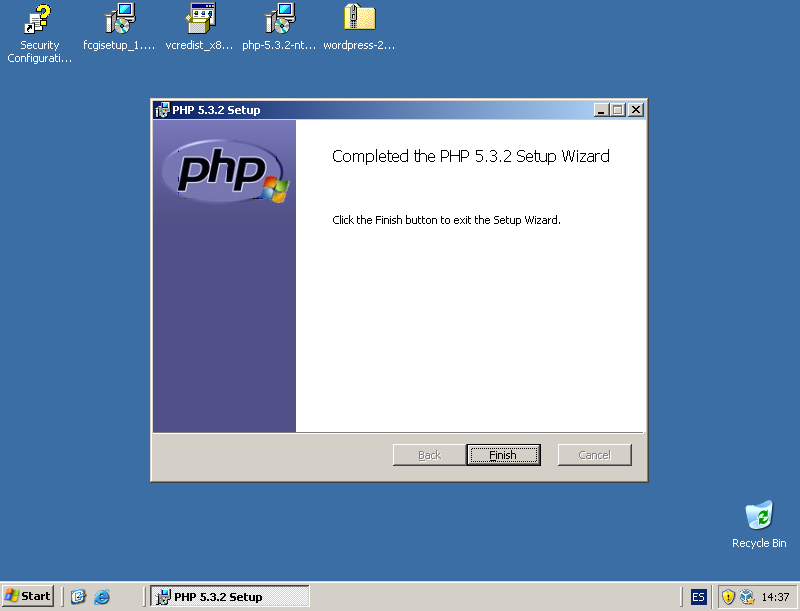 Security
Configurati...
fcgisetup_1....
vcredist_x8...
php-5.3.2-nt...
wordpress-2...
PHP 5.3.2 Setup
php
Completed the PHP 5.3.2 Setup Wizard
Click the Finish button to exit the Setup Wizard.
Back
Finish
Cancel
Recycle Bin
Start
PHP 5.3.2 Setup
ES
14:37